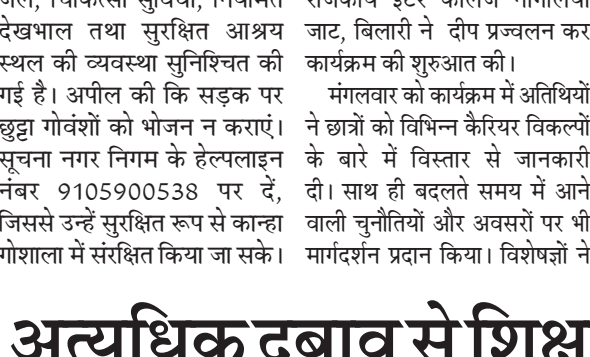 जल, चिकित्सा सुविधा, नियमित
देखभाल तथा सुरक्षित आश्रय
स्थल की व्यवस्था सुनिश्चित की
गई है। अपील की कि सड़क पर
छुट्टा गोवंशों को भोजन न कराएं।
सूचना नगर निगम के हेल्पलाइन
नंबर 9105900538 पर दें,
जिससे उन्हें सुरक्षित रूप से कान्हा
गोशाला में संरक्षित किया जा सके।
राजकीय इंटर कॉलेज
जाट, बिलारी ने दीप प्रज्वलन कर
कार्यक्रम की शुरुआत की।
मंगलवार को कार्यक्रम में अतिथियों
ने छात्रों को विभिन्न कैरियर विकल्पों
के बारे में विस्तार से जानकारी
दी। साथ ही बदलते समय में आने
वाली चुनौतियों और अवसरों पर भी
मार्गदर्शन प्रदान किया। विशेषज्ञों ने
अत्यधिक दबाव से शिक्ष